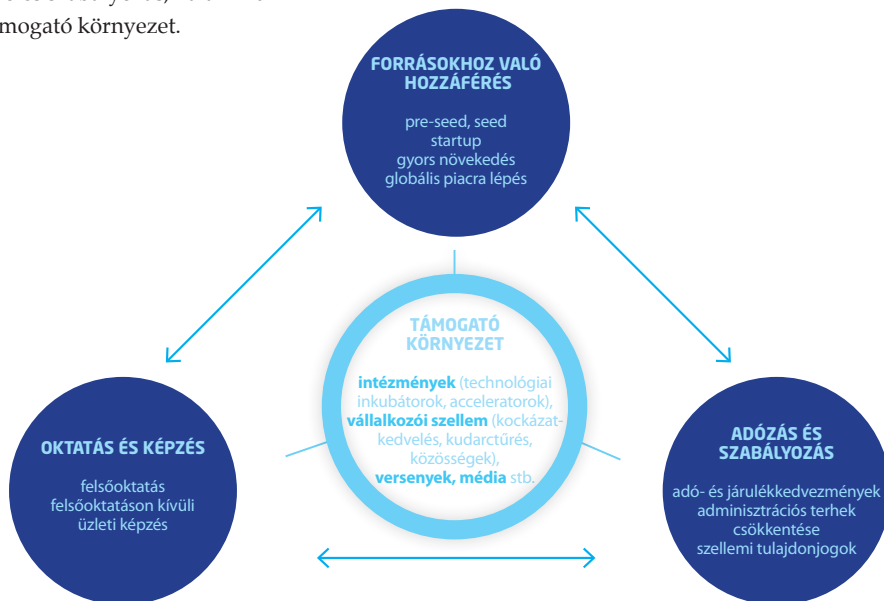 támogató környezet.
FORRÁSOKHOZ VALÓ
HOZZÁFÉRÉS
pre-seed, seed
startup
gyors növekedés
globális piacra lépés
TÁMOGATÓ
KÖRNYEZET
intézmények (technológiai
inkubátorok, acceleratorok),
vállalkozói szellem (kockázat-
kedvelés, kudarctűrés,
közösségek),
versenyek, média stb.
OKTATÁS ÉS KÉPZÉS
felsőoktatás
felsőoktatáson kívüli
üzleti képzés
ADÓZÁS ÉS
SZABÁLYOZÁS
adó- és járulékkedvezmények
adminisztrációs terhek
csökkentése
szellemi tulajdonjogok